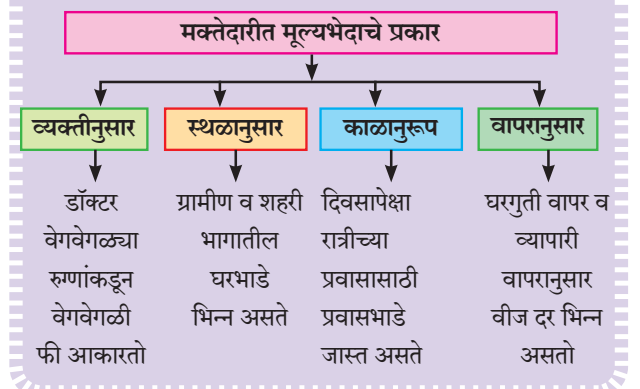 मक्तेदारीत मूल्यभेदाचे प्रकार
व्यक्तीनुसार
डॉक्टर
वेगवेगळ्या
रुग्णांकडून
वेगवेगळी
फी आकारतो
स्थळानुसार
ग्रामीण व शहरी
भागातील
घरभाडे
भिन्न असते
काळानुरूप
दिवसापेक्षा
रात्रीच्या
प्रवासासाठी
प्रवासभाडे
जास्त असते
वापरानुसार
घरगुती वापर व
व्यापारी
वापरानुसार
वीज दर भिन्न
असतो